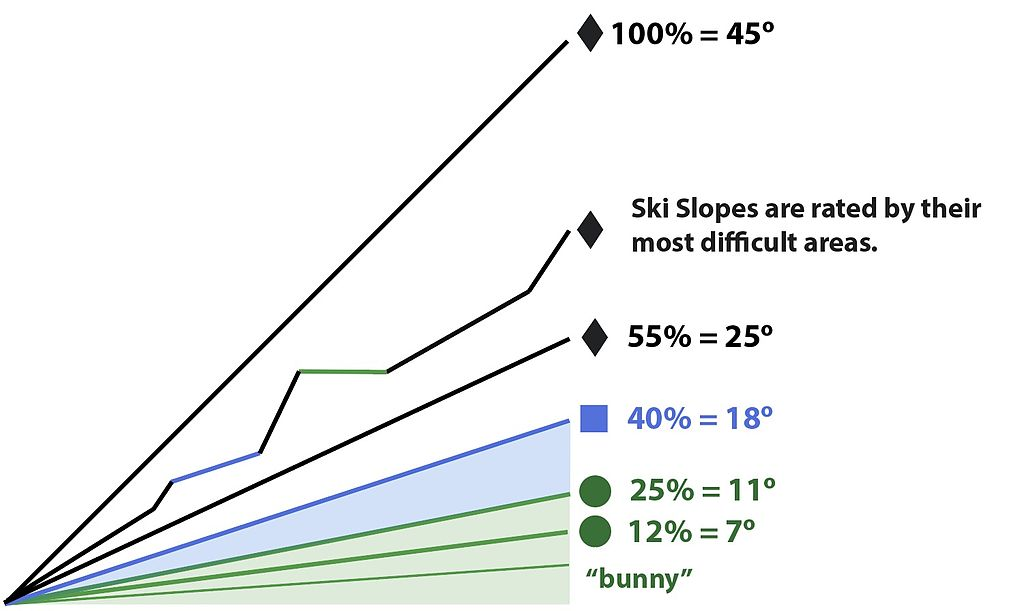 100% = 45º
Ski Slopes are rated by their
most difficult areas.
55% = 25º
40% = 18º
25% = 11º
12% = 7º
“bunny”